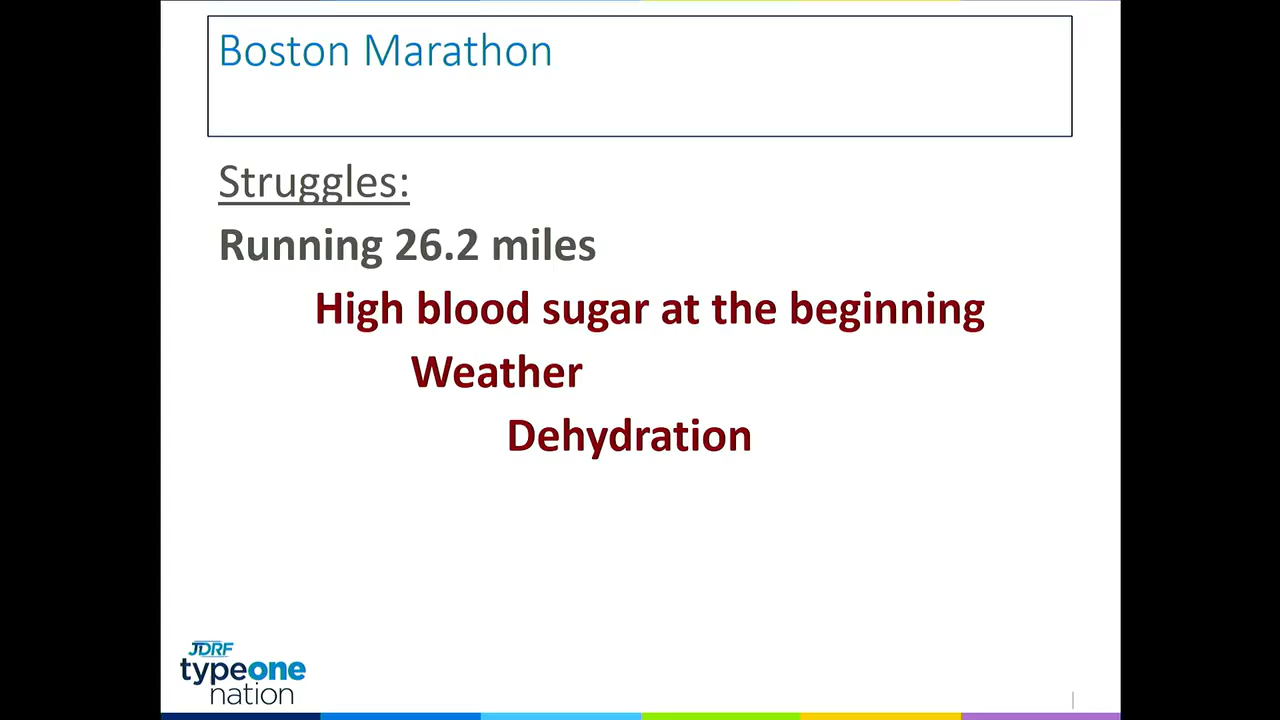 Boston Marathon
Struggles:
Running 26.2 miles
High blood sugar at the beginning
Weather
Dehydration
JDRF
typeone
nation